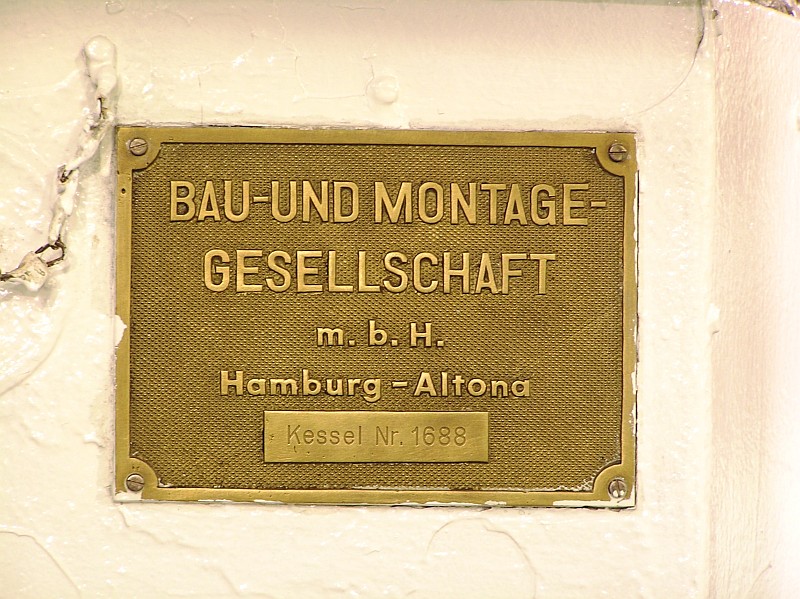 BAU-UND MONTAGE-
GESELLSCHAFT
m. b. H.
Hamburg-Altona
Kessel Nr. 1688